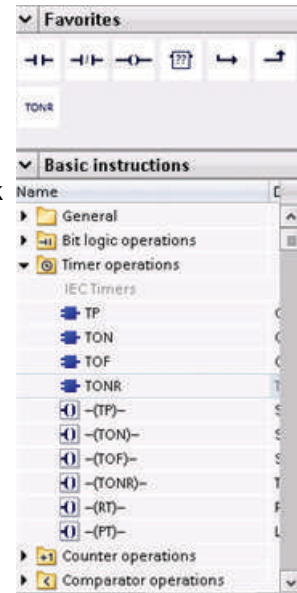 Favorites
??
TONR
Basic instructions
Name
General
Bit logic operations
Timer operations
IEC Timers
TP
TON
TOF
TONR
-(TP)-
-(TON)-
-(TOF)-
-(TONR)-
-(RT)-
-(PT)-
Counter operations
Comparator operations